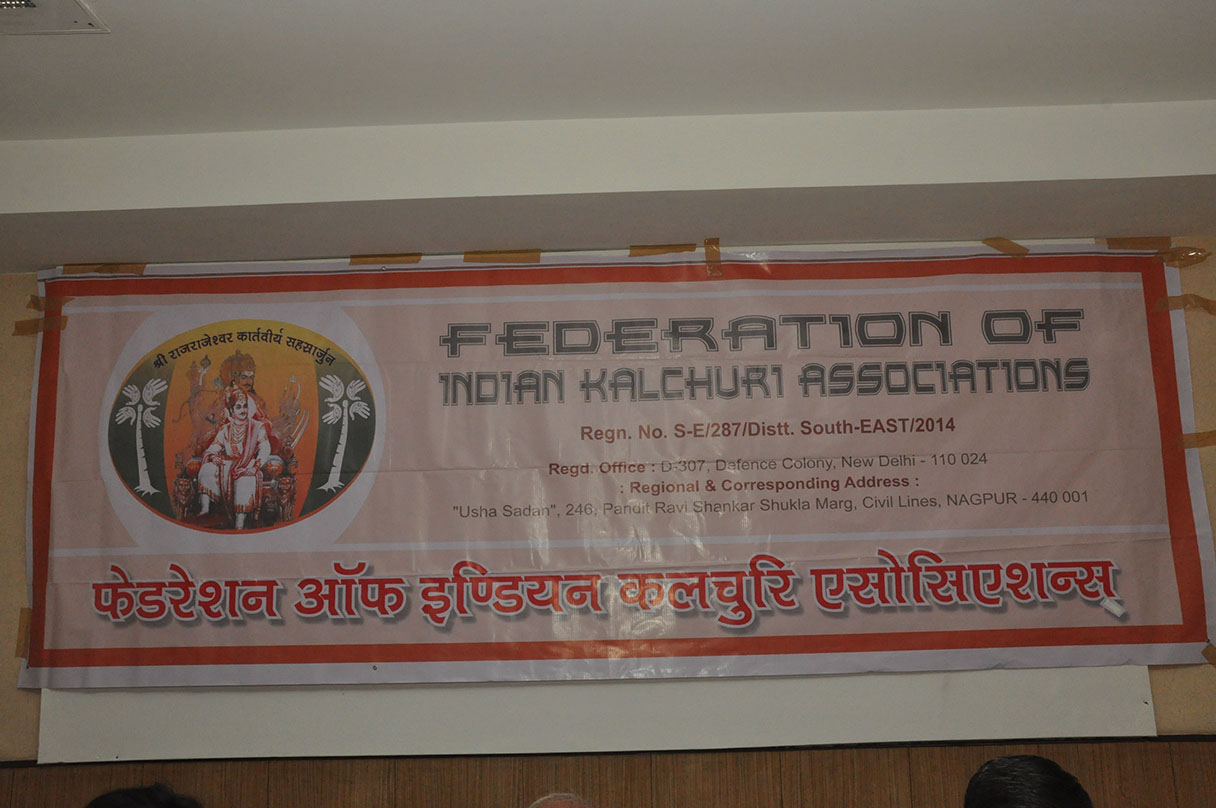 श्री राजराजेश्वर कार्तवीर्य सहस्रार्जुन
FEDERATION OF
INDIAN KALCHURI ASSOCIATIONS
Regn. No. S-E/287/Distt. South-EAST/2014
Regd. Office : D-307, Dafence Colony, New Delhi - 110 024
: Regional & Corresponding Address :
"Usha Sadan", 246, Pandit Ravi Shankar Shukla Marg, Civil Lines, NAGPUR - 440 001
फेडरेशन ऑफ इण्डियन कलचुरि एसोसिएशन्स